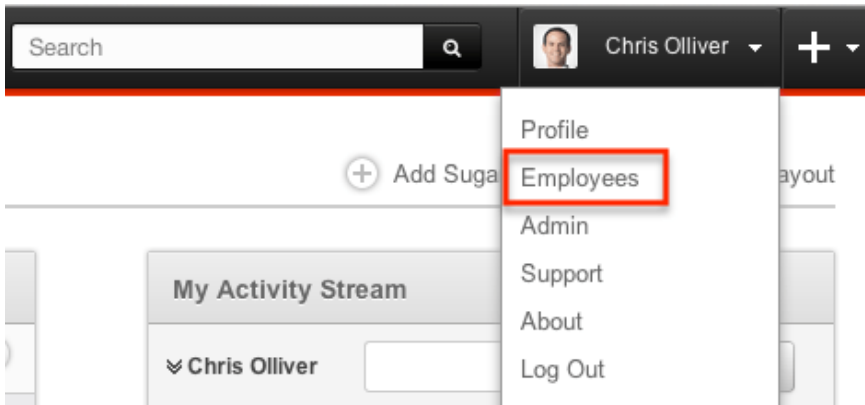 Search
Chris Olliver
Profile
Add Suga
Employees
ayout
Admin
My Activity Stream
Support
About
Chris Olliver
Log Out